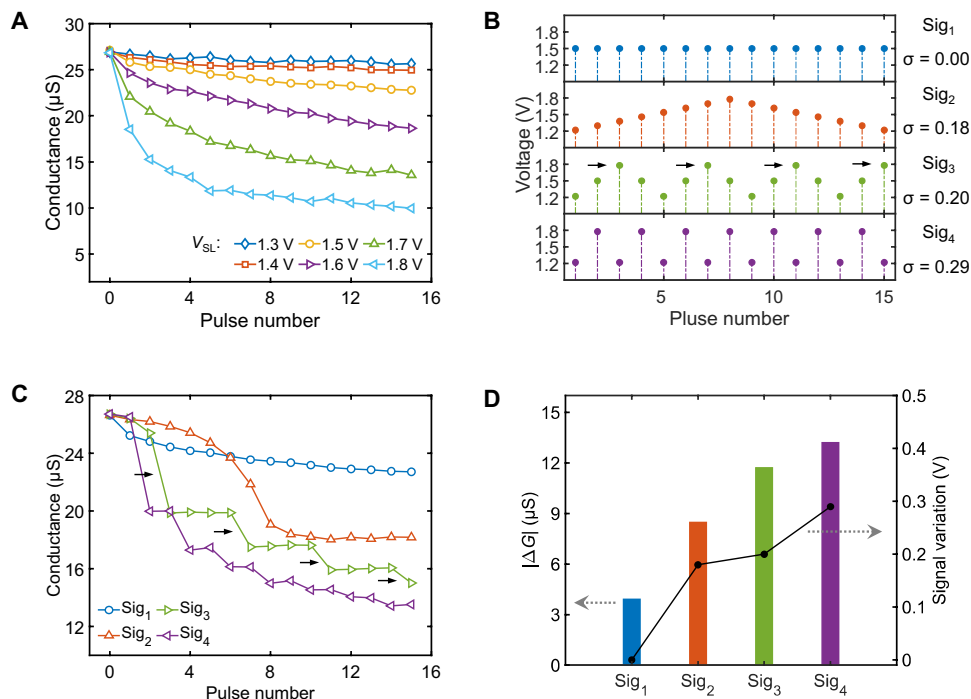 A
Conductance (µS)
30
25
20
15
10
5
V_SL:
1.3 V
1.5 V
1.7 V
1.4 V
1.6 V
1.8 V
0 4 8 12 16
Pulse number
B
Voltage (V)
1.8
1.5
1.2
Sig₁
σ = 0.00
1.8
1.5
1.2
Sig₂
σ = 0.18
1.8
1.5
1.2
Sig₃
σ = 0.20
1.8
1.5
1.2
Sig₄
σ = 0.29
5 10 15
Pluse number
C
Conductance (µS)
28
24
20
16
12
Sig₁ Sig₃
Sig₂ Sig₄
0 4 8 12 16
Pulse number
D
|ΔG| (µS)
15
12
9
6
3
0
Sig₁ Sig₂ Sig₃ Sig₄
0.5
0.4
0.3
0.2
0.1
0
Signal variation (V)